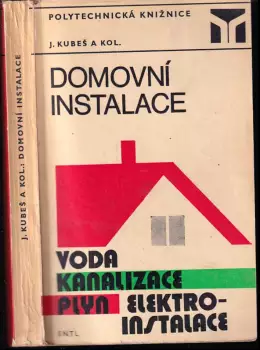 POLYTECHNICKÁ KNIŽNICE
J. KUBEŠ A KOL.
DOMOVNÍ
INSTALACE
VODA
KANALIZACE
PLYN ELEKTRO-
INSTALACE
SNTL
J. KUBEŠ A KOL.: DOMOVNÍ INSTALACE